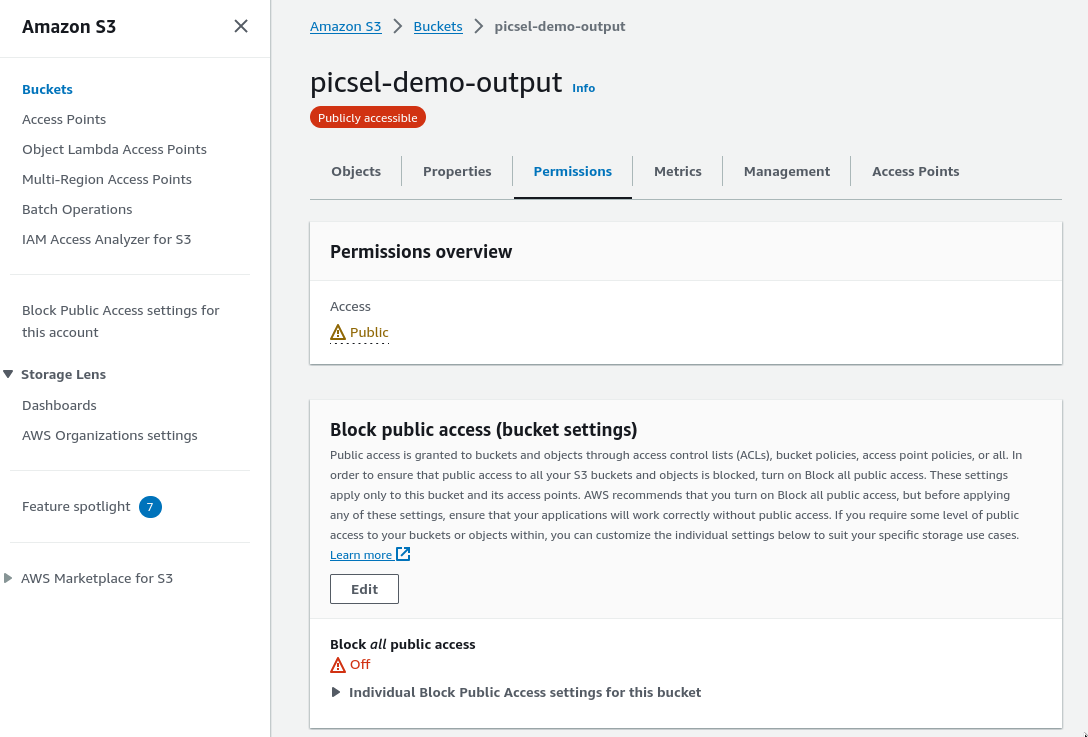 Amazon S3
Buckets
Access Points
Object Lambda Access Points
Multi-Region Access Points
Batch Operations
IAM Access Analyzer for S3
Block Public Access settings for
this account
Storage Lens
Dashboards
AWS Organizations settings
Feature spotlight 7
AWS Marketplace for S3
Amazon S3 Buckets picsel-demo-output
picsel-demo-output Info
Publicly accessible
Objects Properties Permissions Metrics Management Access Points
Permissions overview
Access
Public
Block public access (bucket settings)
Public access is granted to buckets and objects through access control lists (ACLs), bucket policies, access point policies, or all. In
order to ensure that public access to all your S3 buckets and objects is blocked, turn on Block all public access. These settings
apply only to this bucket and its access points. AWS recommends that you turn on Block all public access, but before applying
any of these settings, ensure that your applications will work correctly without public access. If you require some level of public
access to your buckets or objects within, you can customize the individual settings below to suit your specific storage use cases.
Learn more
Edit
Block all public access
Off
Individual Block Public Access settings for this bucket